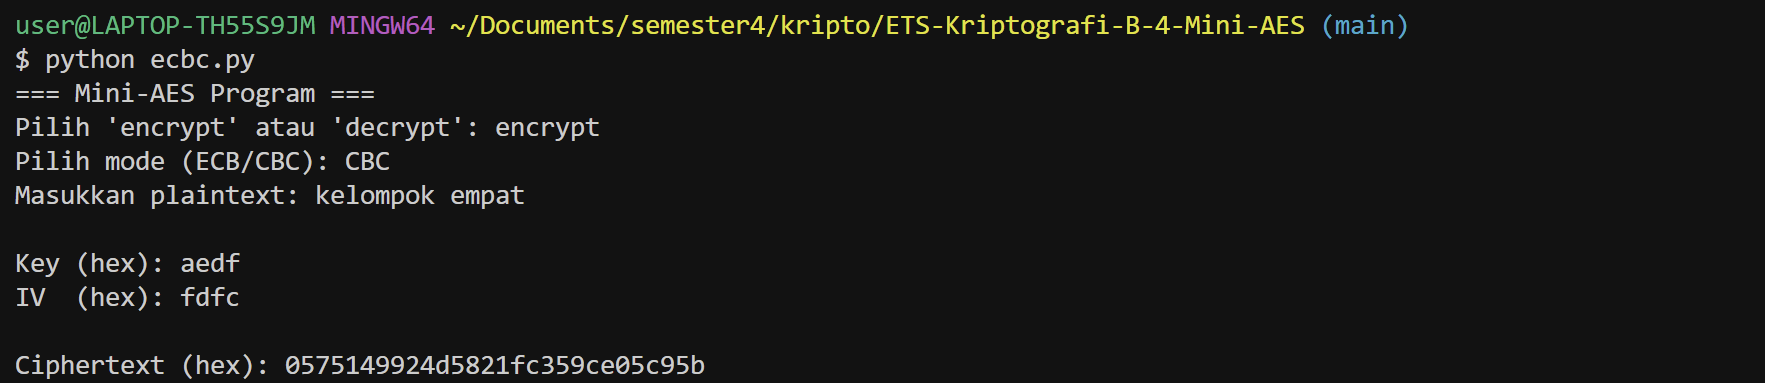 user@LAPTOP-TH55S9JM MINGW64 ~/Documents/semester4/kripto/ETS-Kriptografi-B-4-Mini-AES (main)
$ python ecbc.py
=== Mini-AES Program ===
Pilih 'encrypt' atau 'decrypt': encrypt
Pilih mode (ECB/CBC): CBC
Masukkan plaintext: kelompok empat
Key (hex): aedf
IV  (hex): fdfc
Ciphertext (hex): 0575149924d5821fc359ce05c95b